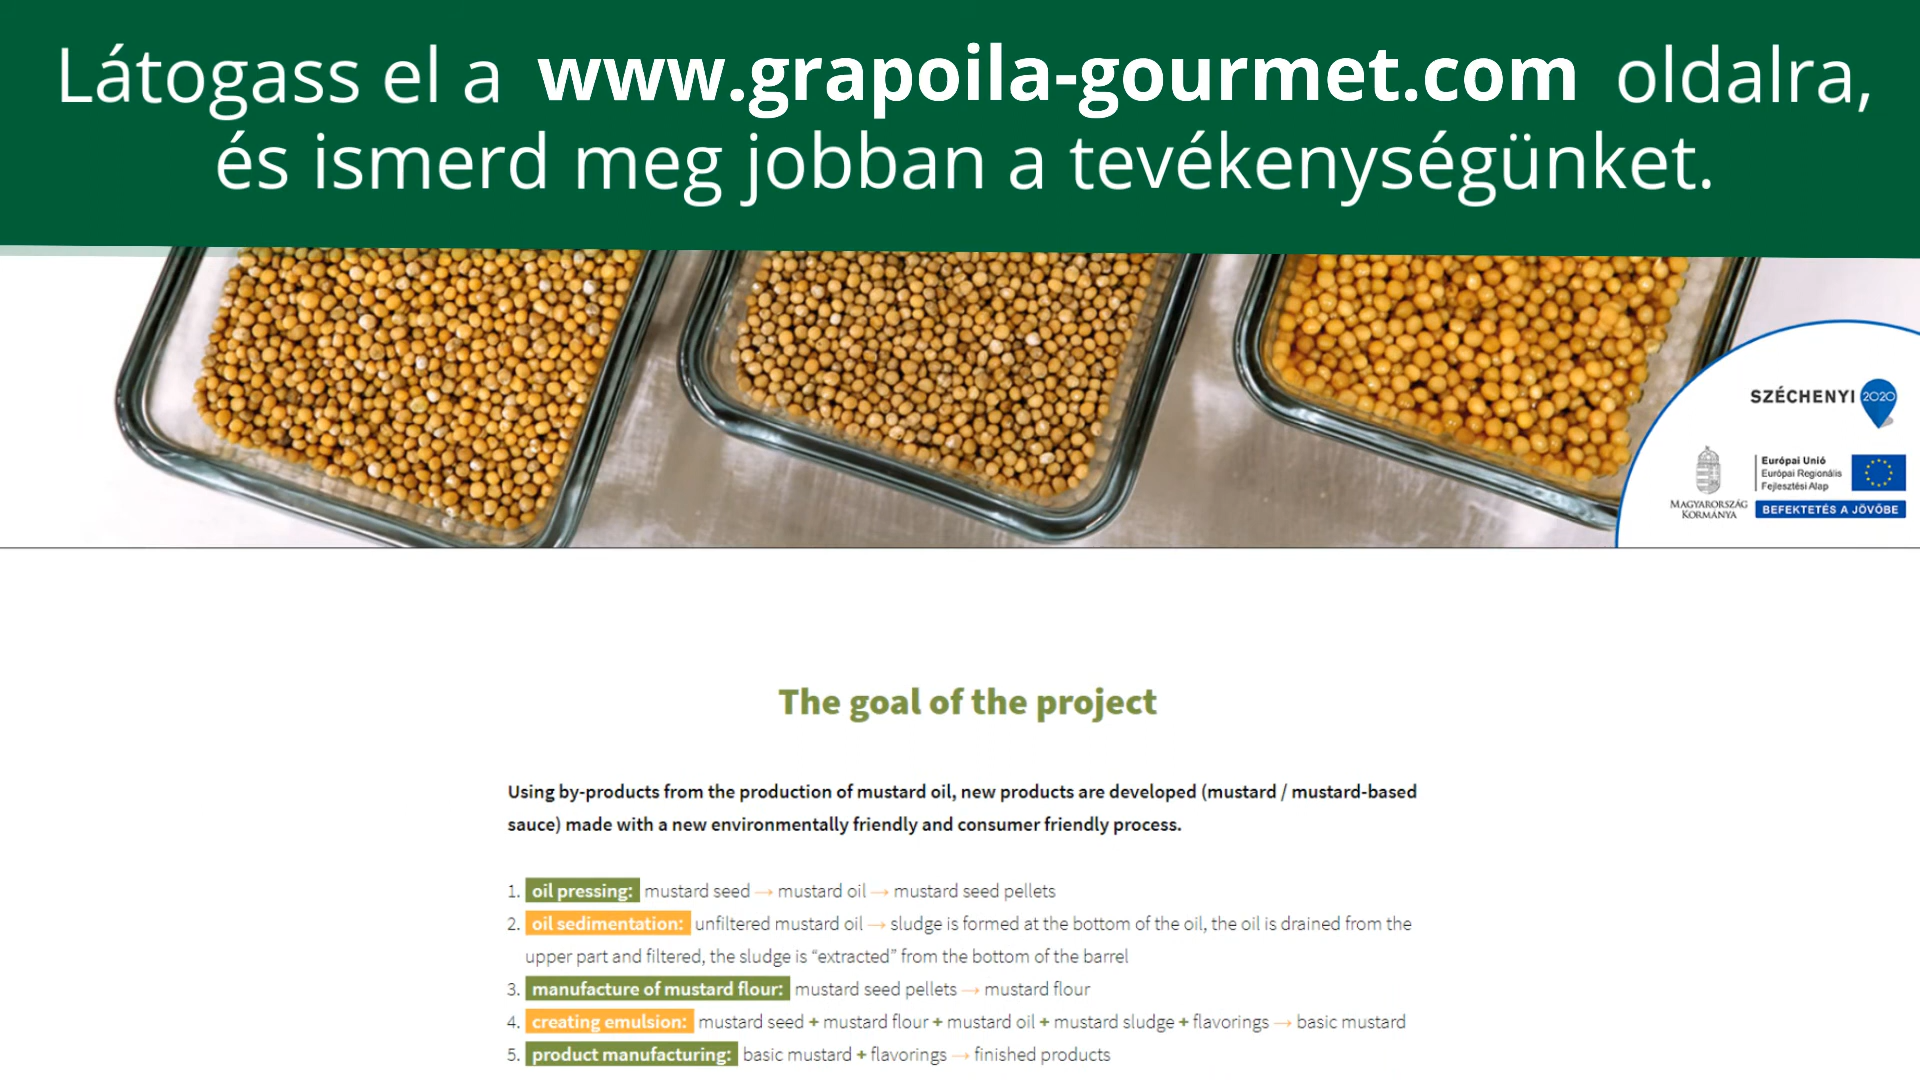 Látogass el a www.grapoila-gourmet.com oldalra,
és ismerd meg jobban a tevékenységünket.
SZÉCHENYI 2020
MAGYARORSZÁG
KORMÁNYA
Európai Unió
Európai Regionális
Fejlesztési Alap
BEFEKTETÉS A JÖVŐBE
The goal of the project
Using by-products from the production of mustard oil, new products are developed (mustard / mustard-based
sauce) made with a new environmentally friendly and consumer friendly process.
1. oil pressing: mustard seed → mustard oil → mustard seed pellets
2. oil sedimentation: unfiltered mustard oil → sludge is formed at the bottom of the oil, the oil is drained from the
upper part and filtered, the sludge is “extracted” from the bottom of the barrel
3. manufacture of mustard flour: mustard seed pellets → mustard flour
4. creating emulsion: mustard seed + mustard flour + mustard oil + mustard sludge + flavorings → basic mustard
5. product manufacturing: basic mustard + flavorings → finished products